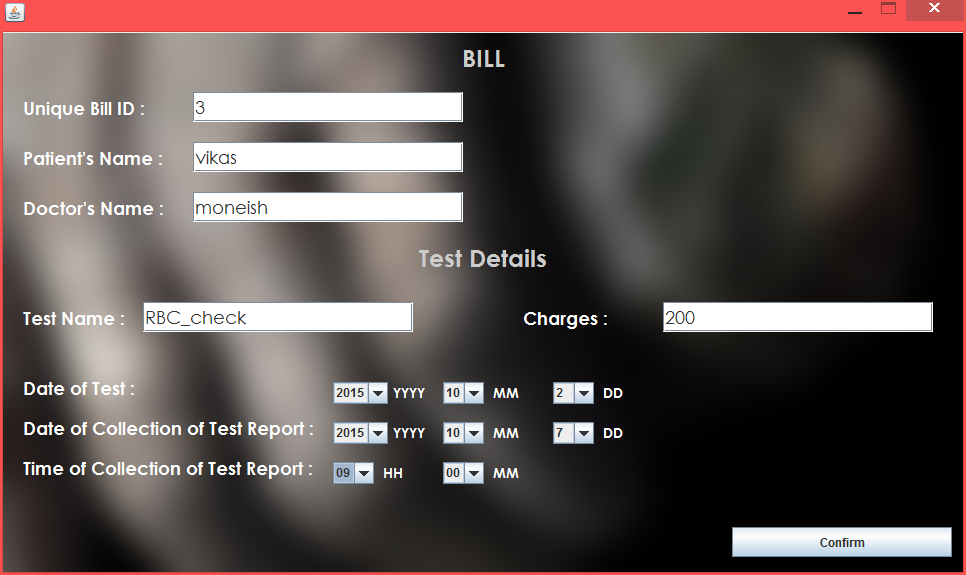 BILL
Unique Bill ID : 3
Patient's Name : vikas
Doctor's Name : moneish
Test Details
Test Name : RBC_check Charges : 200
Date of Test : 2015 YYYY 10 MM 2 DD
Date of Collection of Test Report : 2015 YYYY 10 MM 7 DD
Time of Collection of Test Report : 09 HH 00 MM
Confirm